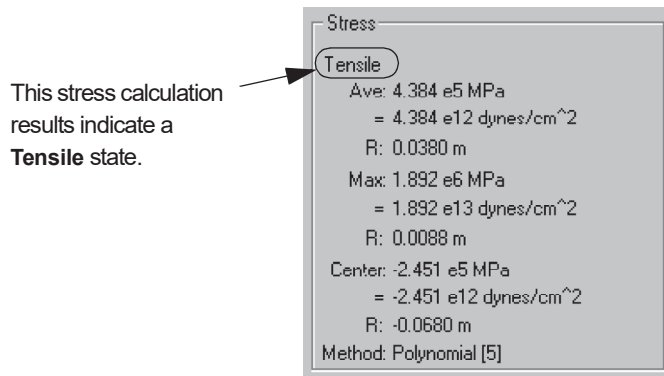 This stress calculation
results indicate a
Tensile state.
Stress
Tensile
Ave: 4.384 e5 MPa
= 4.384 e12 dynes/cm^2
R: 0.0380 m
Max: 1.892 e6 MPa
= 1.892 e13 dynes/cm^2
R: 0.0088 m
Center: -2.451 e5 MPa
= -2.451 e12 dynes/cm^2
R: -0.0680 m
Method: Polynomial [5]